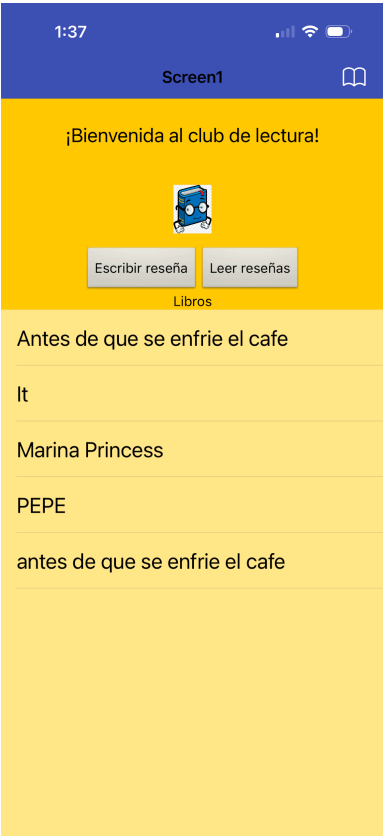 1:37
Screen1
¡Bienvenida al club de lectura!
Escribir reseña
Leer reseñas
Libros
Antes de que se enfrie el cafe
It
Marina Princess
PEPE
antes de que se enfrie el cafe